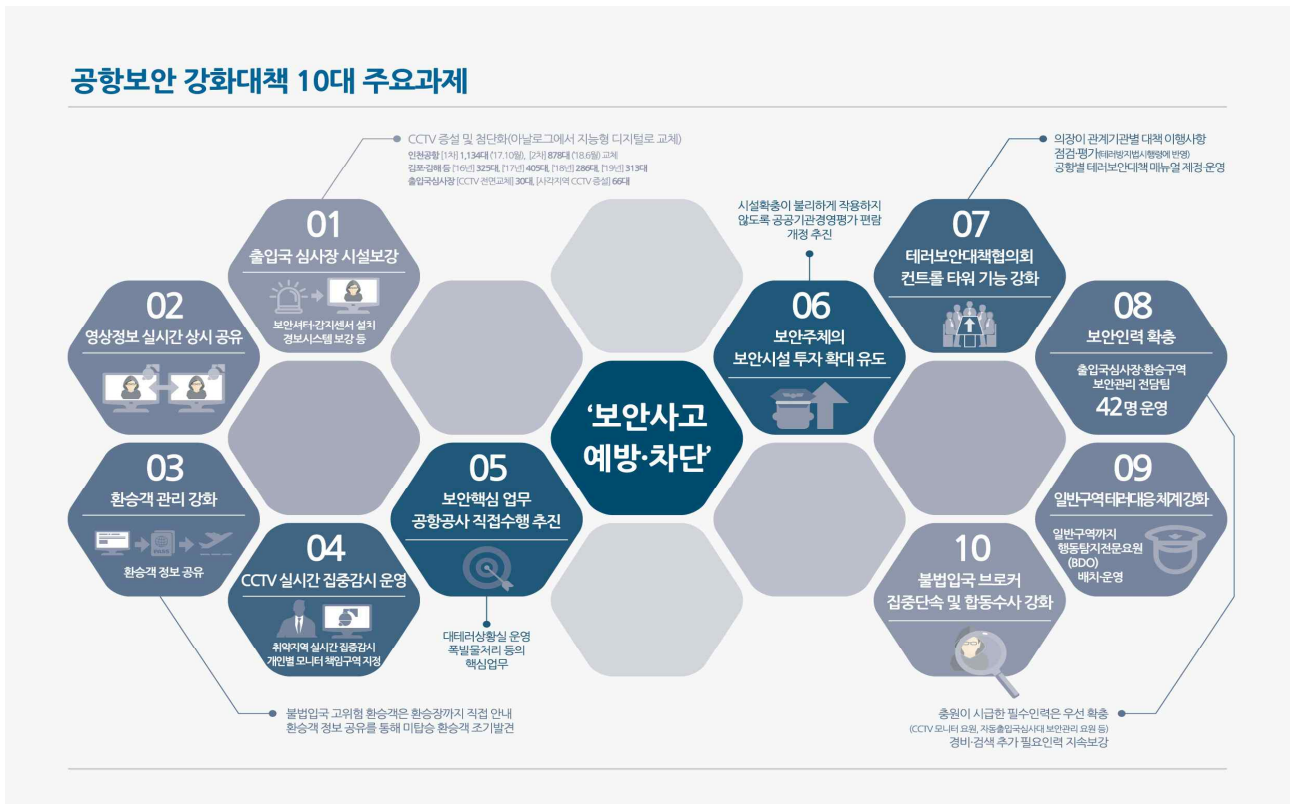 공항보안 강화대책 10대 주요과제
CCTV 증설 및 첨단화(아날로그에서 지능형 디지털로 교체)
인천공항 [1차] 1,134대 ('17.10월), [2차] 878대 ('18.6월) 교체
김포·김해 등 ['16년] 325대, ['17년] 405대, ['18년] 286대, ['19년] 313대
출입국심사장 [CCTV 전면교체] 30대, [사각지역 CCTV 증설] 66대
01
출입국 심사장 시설보강
보안셔터·감지센서 설치
경보시스템 보강 등
02
영상정보 실시간 상시 공유
03
환승객 관리 강화
환승객 정보 공유
불법입국 고위험 환승객은 환승장까지 직접 안내
환승객 정보 공유를 통해 미탑승 환승객 조기발견
04
CCTV 실시간 집중감시 운영
취약지역 실시간 집중감시
개인별 모니터 책임구역 지정
05
보안핵심 업무
공항공사 직접수행 추진
대테러상황실 운영
폭발물처리 등의
핵심업무
'보안사고
예방·차단'
시설확충이 불리하게 작용하지
않도록 공공기관경영평가 편람
개정 추진
06
보안주체의
보안시설 투자 확대 유도
의장이 관계기관별 대책 이행사항
점검·평가(테러방지법시행령에 반영)
공항별 테러보안대책 매뉴얼 제정·운영
07
테러보안대책협의회
컨트롤 타워 기능 강화
08
보안인력 확충
출입국심사장·환승구역
보안관리 전담팀
42명 운영
충원이 시급한 필수인력은 우선 확충
(CCTV 모니터 요원, 자동출입국심사대 보안관리 요원 등)
경비·검색 추가 필요인력 지속보강
09
일반구역 테러대응 체계 강화
일반구역까지
행동탐지전문요원
(BDO)
배치·운영
10
불법입국 브로커
집중단속 및 합동수사 강화